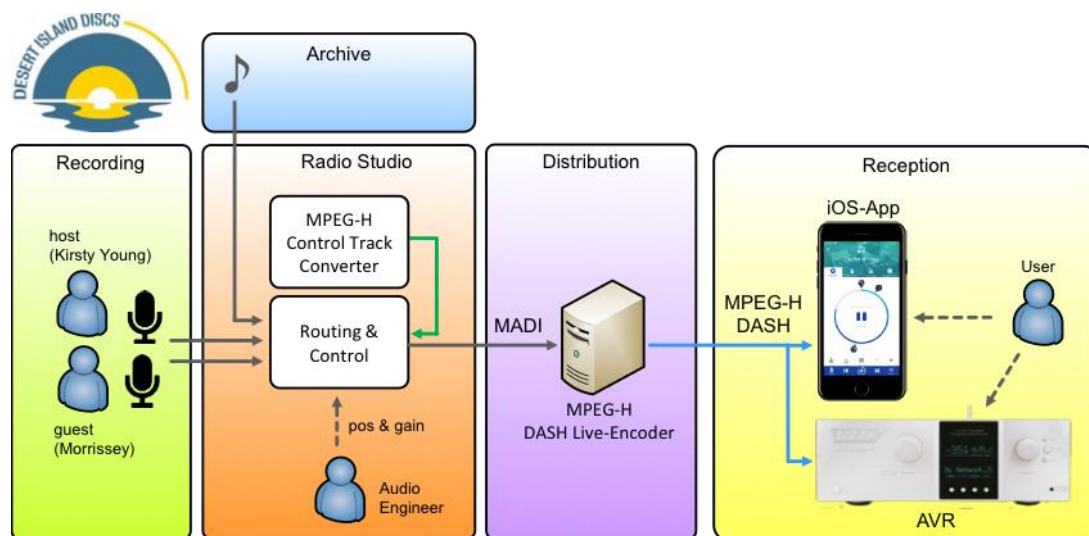 DESERT ISLAND DISCS
Archive
Recording
host
(Kirsty Young)
guest
(Morrissey)
Radio Studio
MPEG-H
Control Track
Converter
Routing &
Control
pos & gain
Audio
Engineer
Distribution
MADI
MPEG-H
DASH Live-Encoder
Reception
iOS-App
MPEG-H
DASH
User
Network
AVR